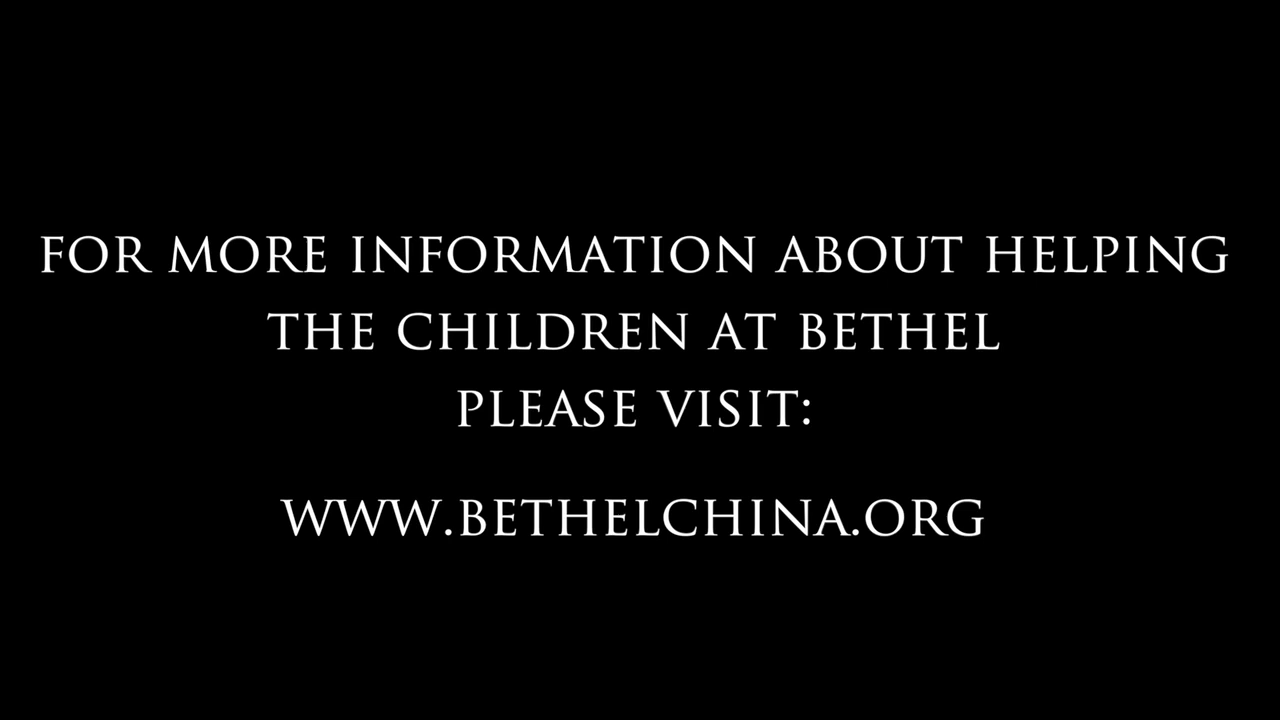 FOR MORE INFORMATION ABOUT HELPING
THE CHILDREN AT BETHEL
PLEASE VISIT:
WWW.BETHELCHINA.ORG